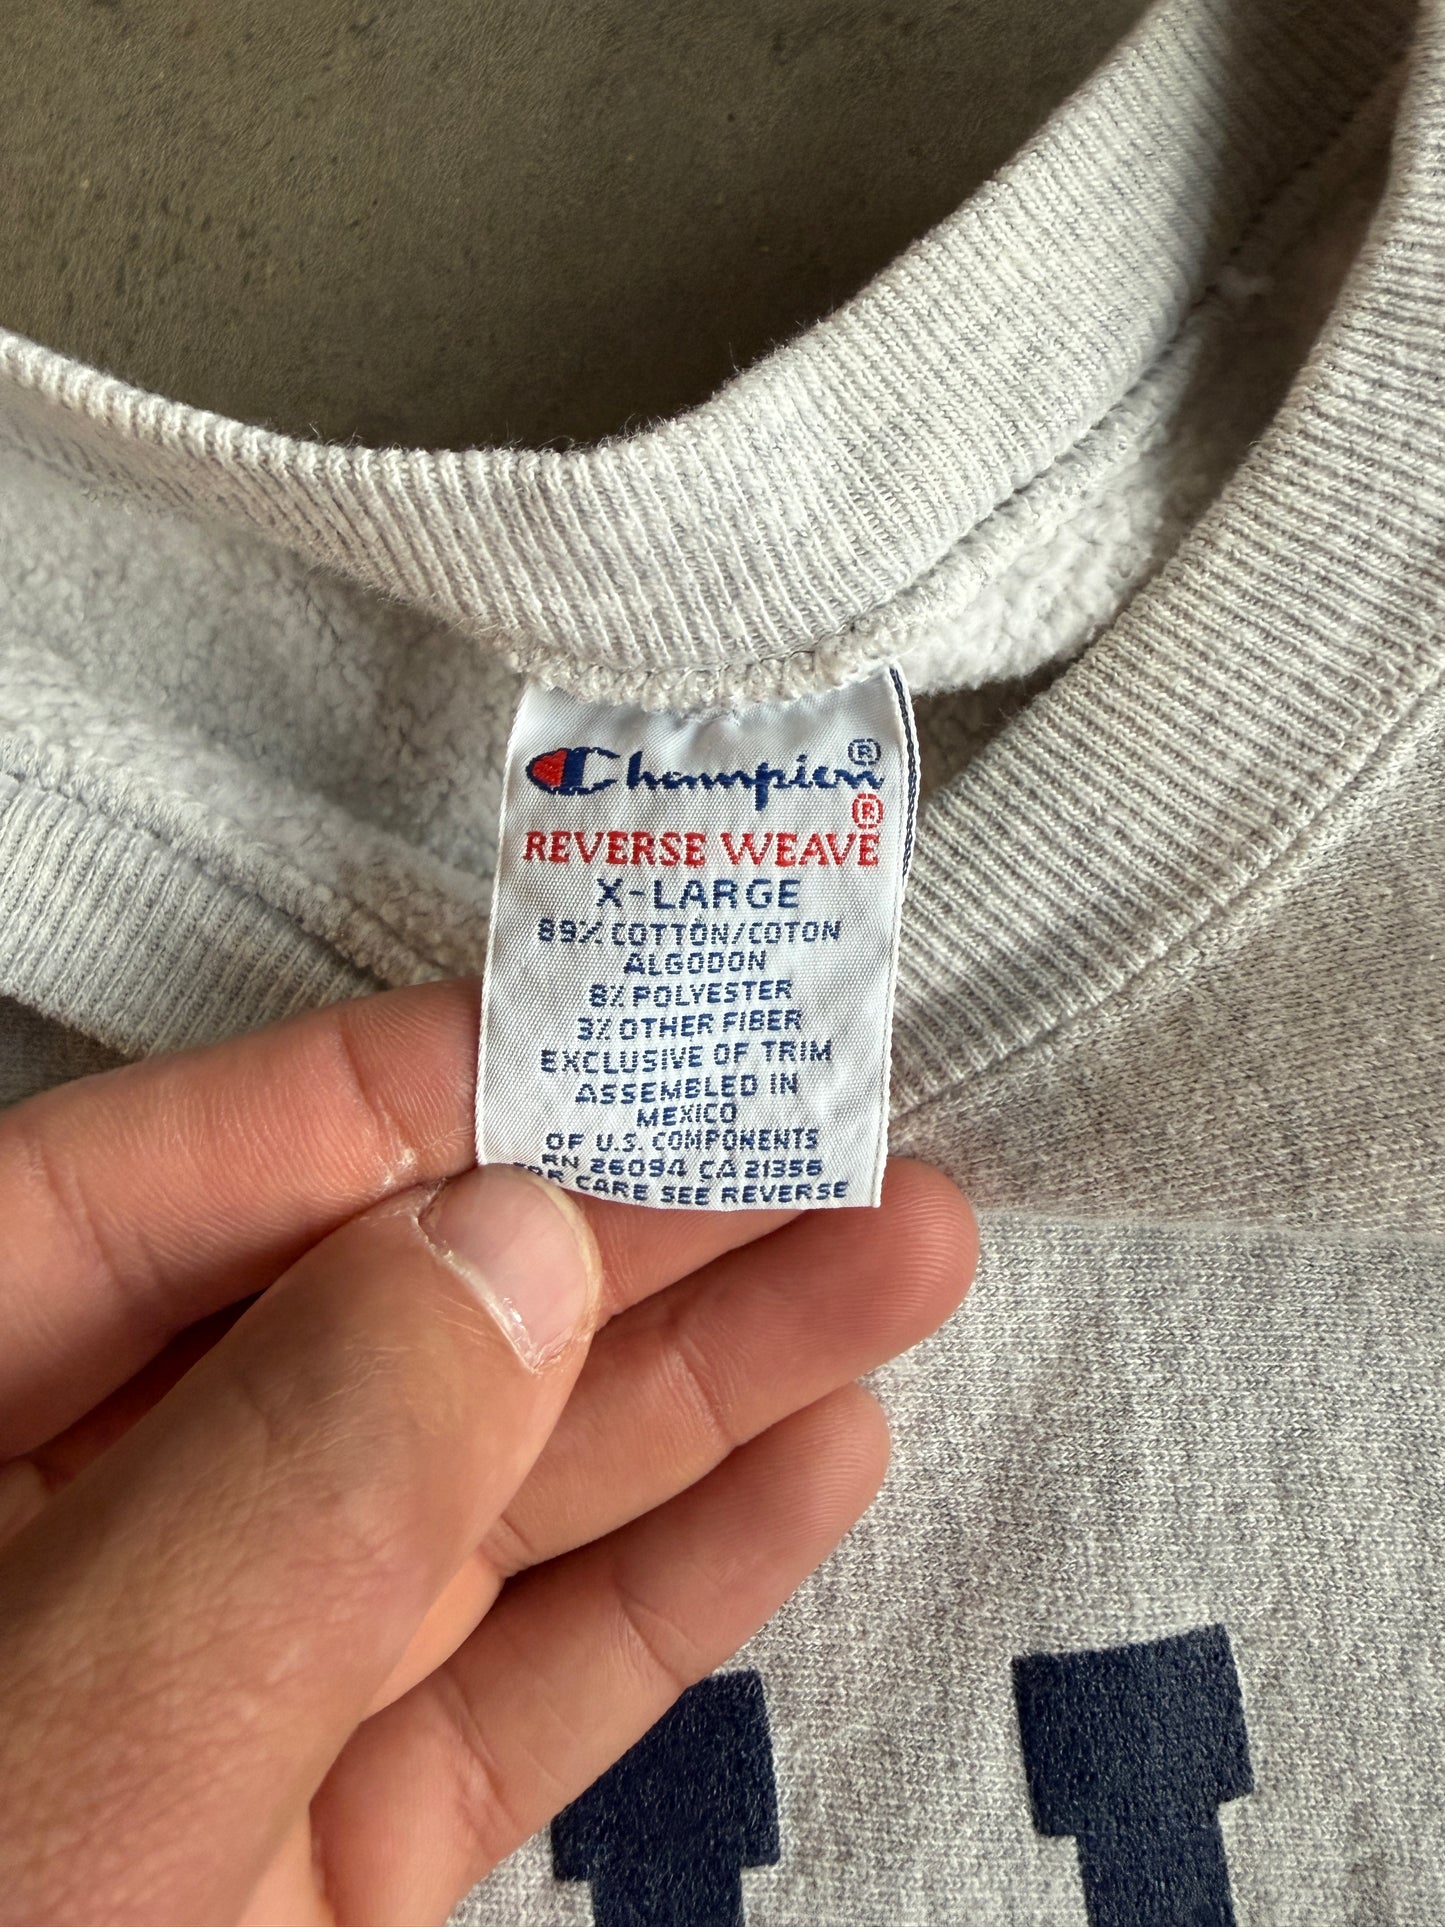 Champion®
REVERSE WEAVE®
X-LARGE
89% COTTON/COTON
ALGODON
8% POLYESTER
3% OTHER FIBER
EXCLUSIVE OF TRIM
ASSEMBLED IN
MEXICO
OF U.S. COMPONENTS
RN 26094 CA 21356
FOR CARE SEE REVERSE